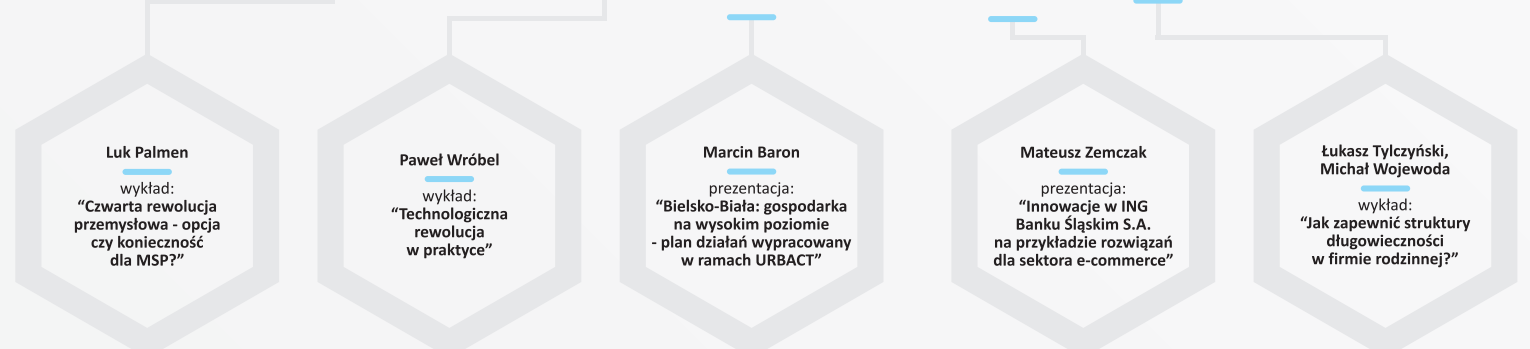 Luk Palmen
wykład:
“Czwarta rewolucja
przemysłowa - opcja
czy konieczność
dla MSP?”
Paweł Wróbel
wykład:
“Technologiczna
rewolucja
w praktyce”
Marcin Baron
prezentacja:
“Bielsko-Biała: gospodarka
na wysokim poziomie
- plan działań wypracowany
w ramach URBACT”
Mateusz Zemczak
prezentacja:
“Innowacje w ING
Banku Śląskim S.A.
na przykładzie rozwiązań
dla sektora e-commerce”
Łukasz Tylczyński,
Michał Wojewoda
wykład:
“Jak zapewnić struktury
długowieczności
w firmie rodzinnej?”